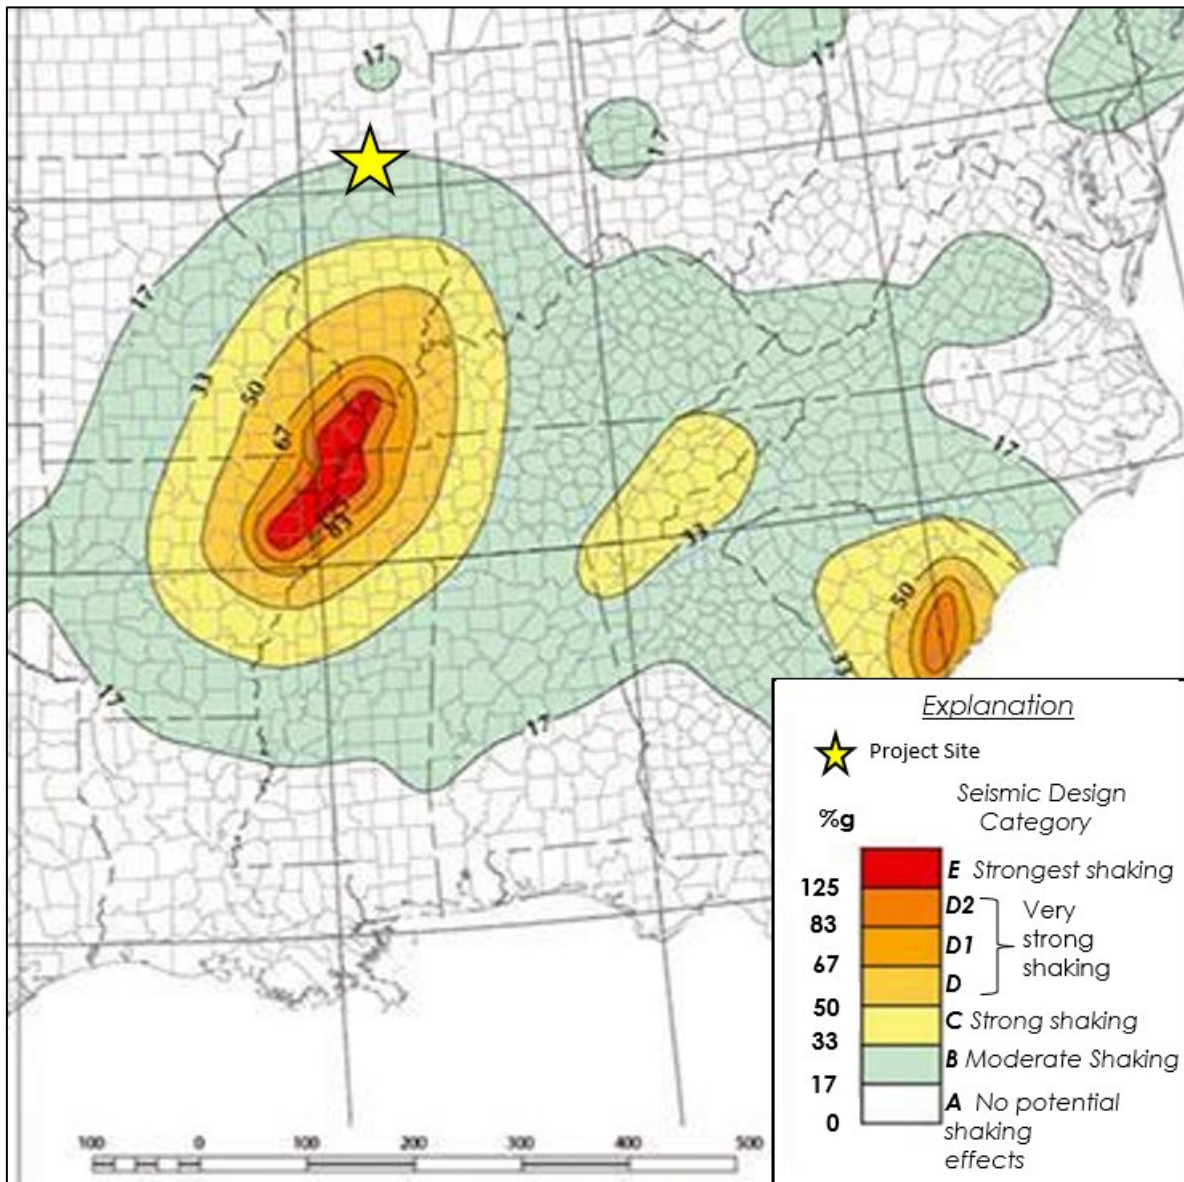 17
17
17
17
17
33
50
67
17
83
33
50
33
17
17
Explanation
Project Site
%g
Seismic Design
Category
E Strongest shaking
125
D2
Very
strong
shaking
83
D1
67
D
50
C Strong shaking
33
B Moderate Shaking
17
A No potential
shaking
effects
0
100 0 100 200 300 400 500